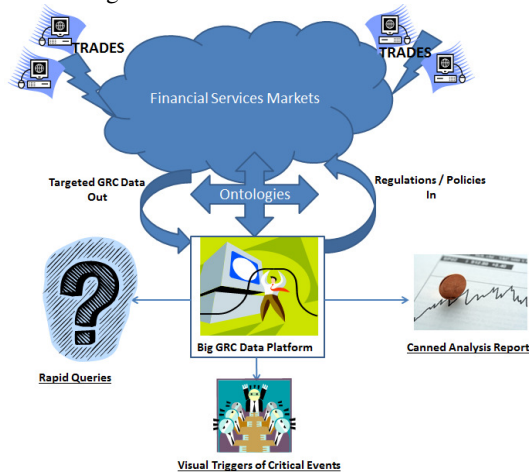 TRADES
TRADES
Financial Services Markets
Targeted GRC Data
Out
Ontologies
Regulations / Policies
In
Big GRC Data Platform
Rapid Queries
Canned Analysis Report
Visual Triggers of Critical Events